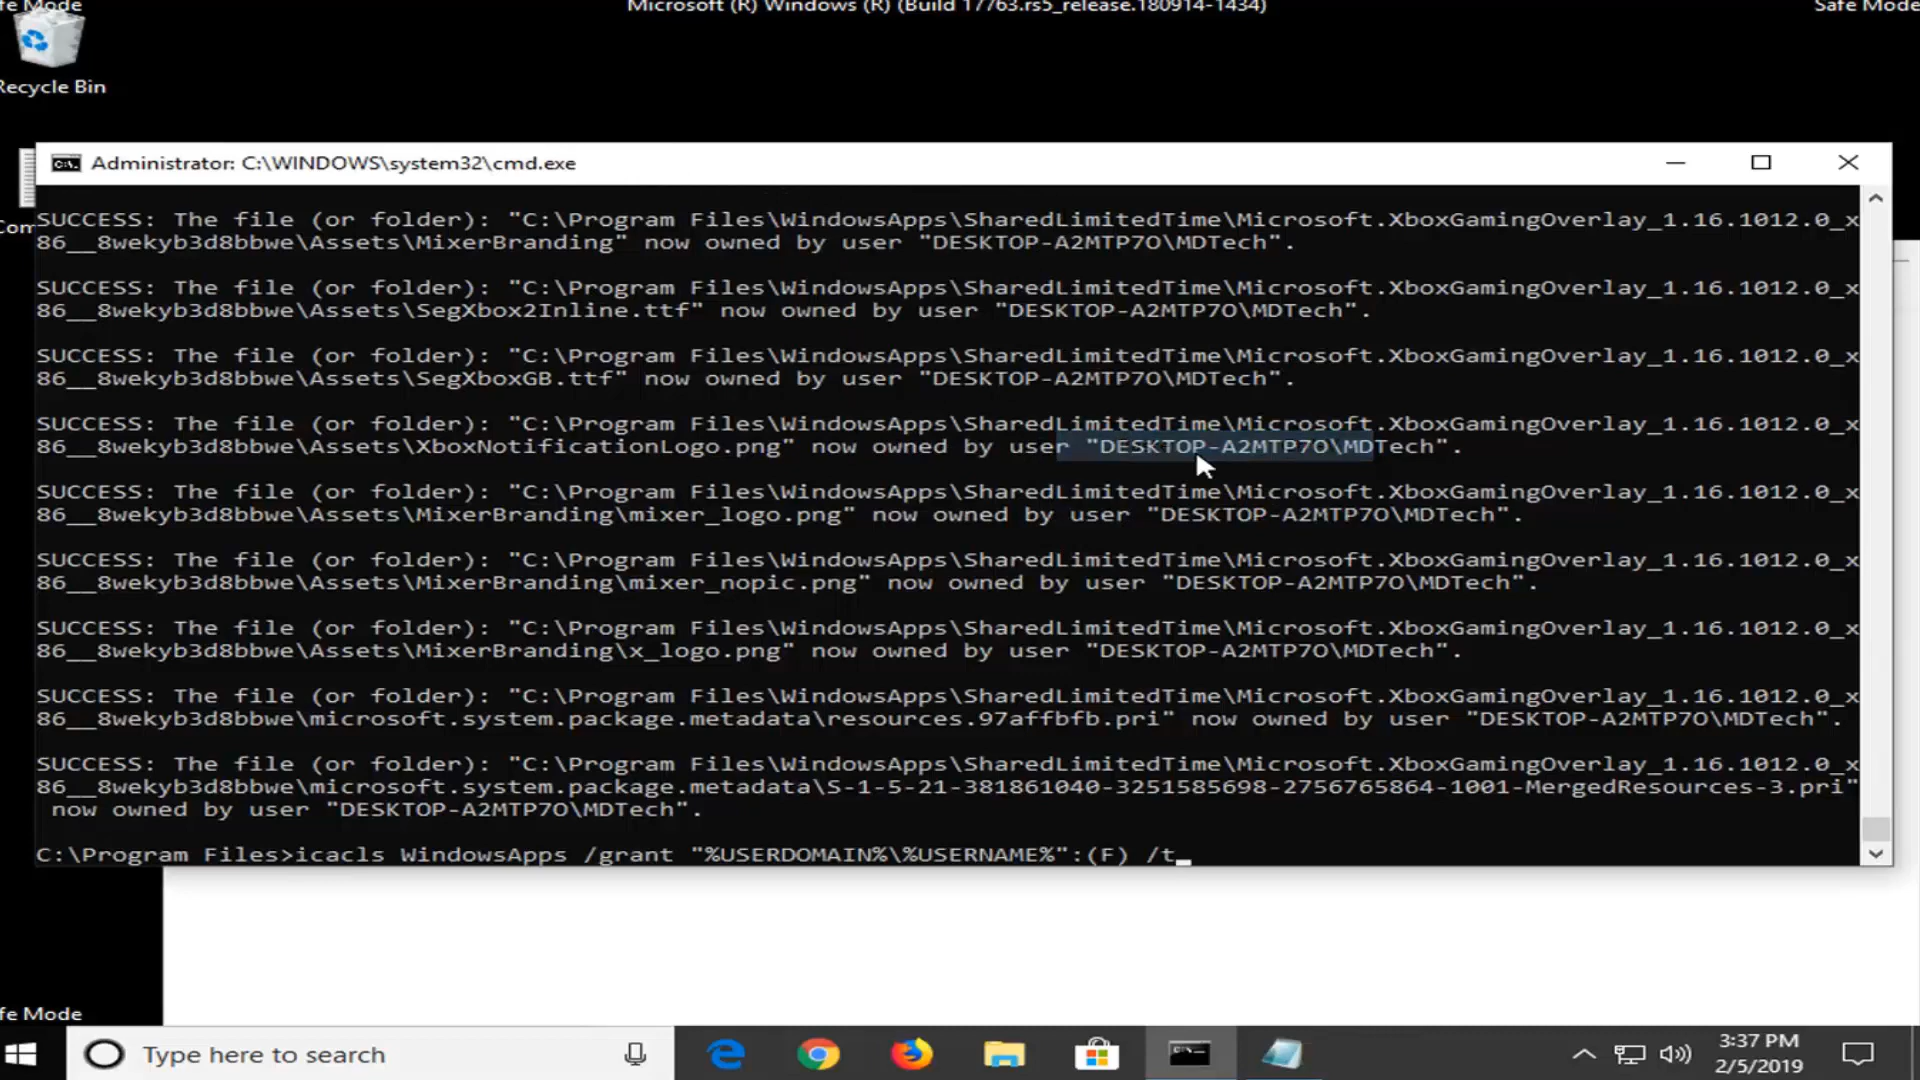 fe Mode
Microsoft (R) Windows (R) (Build 17763.rs5_release.180914-1434)
Safe Mode
Recycle Bin
Com
Administrator: C:\WINDOWS\system32\cmd.exe
SUCCESS: The file (or folder): "C:\Program Files\WindowsApps\SharedLimitedTime\Microsoft.XboxGamingOverlay_1.16.1012.0_x
86__8wekyb3d8bbwe\Assets\MixerBranding" now owned by user "DESKTOP-A2MTP7O\MDTech".
SUCCESS: The file (or folder): "C:\Program Files\WindowsApps\SharedLimitedTime\Microsoft.XboxGamingOverlay_1.16.1012.0_x
86__8wekyb3d8bbwe\Assets\SegXbox2Inline.ttf" now owned by user "DESKTOP-A2MTP7O\MDTech".
SUCCESS: The file (or folder): "C:\Program Files\WindowsApps\SharedLimitedTime\Microsoft.XboxGamingOverlay_1.16.1012.0_x
86__8wekyb3d8bbwe\Assets\SegXboxGB.ttf" now owned by user "DESKTOP-A2MTP7O\MDTech".
SUCCESS: The file (or folder): "C:\Program Files\WindowsApps\SharedLimitedTime\Microsoft.XboxGamingOverlay_1.16.1012.0_x
86__8wekyb3d8bbwe\Assets\XboxNotificationLogo.png" now owned by user "DESKTOP-A2MTP7O\MDTech".
SUCCESS: The file (or folder): "C:\Program Files\WindowsApps\SharedLimitedTime\Microsoft.XboxGamingOverlay_1.16.1012.0_x
86__8wekyb3d8bbwe\Assets\MixerBranding\mixer_logo.png" now owned by user "DESKTOP-A2MTP7O\MDTech".
SUCCESS: The file (or folder): "C:\Program Files\WindowsApps\SharedLimitedTime\Microsoft.XboxGamingOverlay_1.16.1012.0_x
86__8wekyb3d8bbwe\Assets\MixerBranding\mixer_nopic.png" now owned by user "DESKTOP-A2MTP7O\MDTech".
SUCCESS: The file (or folder): "C:\Program Files\WindowsApps\SharedLimitedTime\Microsoft.XboxGamingOverlay_1.16.1012.0_x
86__8wekyb3d8bbwe\Assets\MixerBranding\x_logo.png" now owned by user "DESKTOP-A2MTP7O\MDTech".
SUCCESS: The file (or folder): "C:\Program Files\WindowsApps\SharedLimitedTime\Microsoft.XboxGamingOverlay_1.16.1012.0_x
86__8wekyb3d8bbwe\microsoft.system.package.metadata\resources.97affbfb.pri" now owned by user "DESKTOP-A2MTP7O\MDTech".
SUCCESS: The file (or folder): "C:\Program Files\WindowsApps\SharedLimitedTime\Microsoft.XboxGamingOverlay_1.16.1012.0_x
86__8wekyb3d8bbwe\microsoft.system.package.metadata\S-1-5-21-381861040-3251585698-2756765864-1001-MergedResources-3.pri"
now owned by user "DESKTOP-A2MTP7O\MDTech".
C:\Program Files>icacls WindowsApps /grant "%USERDOMAIN%\%USERNAME%":(F) /t_
fe Mode
Type here to search
3:37 PM
2/5/2019